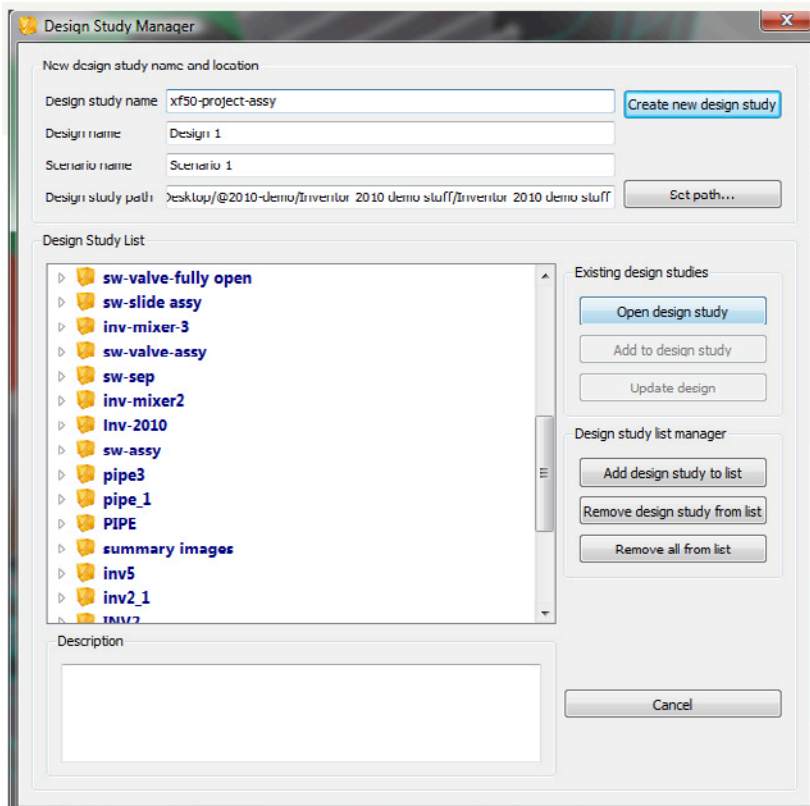 Design Study Manager
New design study name and location
Design study name xf50-project-assy Create new design study
Design name Design 1
Scenario name Scenario 1
Design study path Desktop/@2010-demo/Inventor 2010 demo stuff/Inventor 2010 demo stuff Set path...
Design Study List
sw-valve-fully open
sw-slide assy
inv-mixer-3
sw-valve-assy
sw-sep
inv-mixer2
Inv-2010
sw-assy
pipe3
pipe_1
PIPE
summary images
inv5
inv2_1
INV2
Existing design studies
Open design study
Add to design study
Update design
Design study list manager
Add design study to list
Remove design study from list
Remove all from list
Description
Cancel